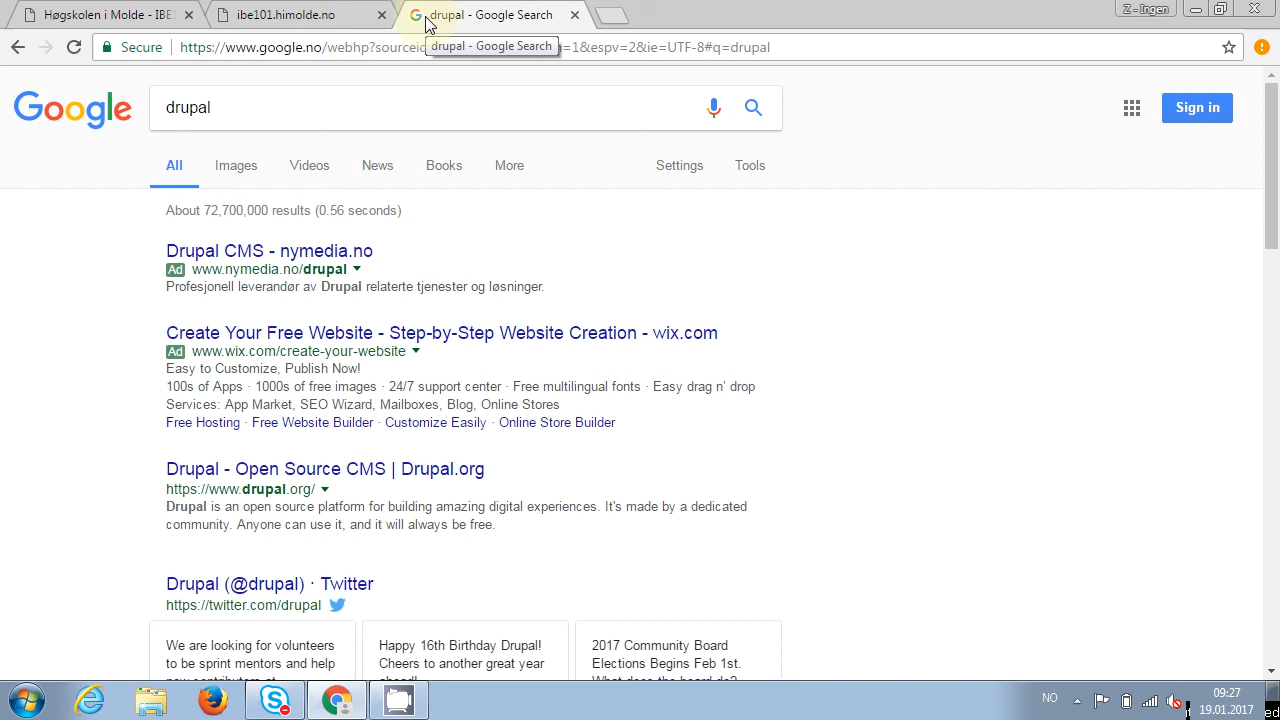 Høgskolen i Molde - IBE
ibe101.himolde.no
drupal - Google Search
Z - Ingen
Secure
https://www.google.no/webhp?sourceid
=1&espv=2&ie=UTF-8#q=drupal
drupal - Google Search
Google
drupal
Sign in
All
Images
Videos
News
Books
More
Settings
Tools
About 72,700,000 results (0.56 seconds)
Drupal CMS - nymedia.no
Ad www.nymedia.no/drupal
Profesjonell leverandør av Drupal relaterte tjenester og løsninger.
Create Your Free Website - Step-by-Step Website Creation - wix.com
Ad www.wix.com/create-your-website
Easy to Customize, Publish Now!
100s of Apps · 1000s of free images · 24/7 support center · Free multilingual fonts · Easy drag n' drop
Services: App Market, SEO Wizard, Mailboxes, Blog, Online Stores
Free Hosting · Free Website Builder · Customize Easily · Online Store Builder
Drupal - Open Source CMS | Drupal.org
https://www.drupal.org/
Drupal is an open source platform for building amazing digital experiences. It's made by a dedicated
community. Anyone can use it, and it will always be free.
Drupal (@drupal) · Twitter
https://twitter.com/drupal
We are looking for volunteers
to be sprint mentors and help
Happy 16th Birthday Drupal!
Cheers to another great year
ahead!
2017 Community Board
Elections Begins Feb 1st.
What does the board do?
NO
09:27
19.01.2017